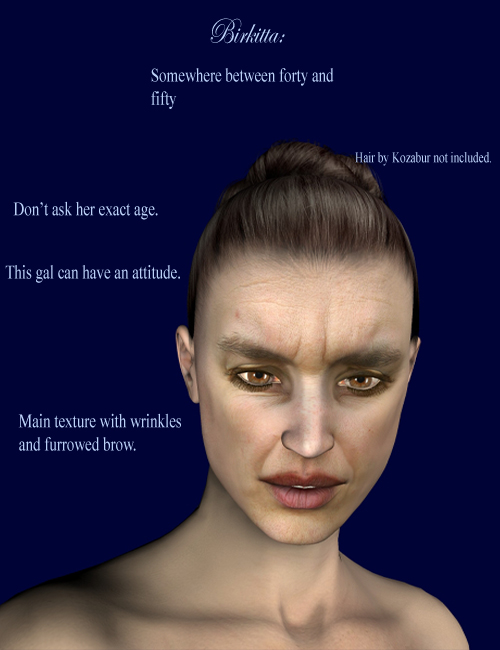 Birkitta:
Somewhere between forty and
fifty
Hair by Kozabur not included.
Don't ask her exact age.
This gal can have an attitude.
Main texture with wrinkles
and furrowed brow.